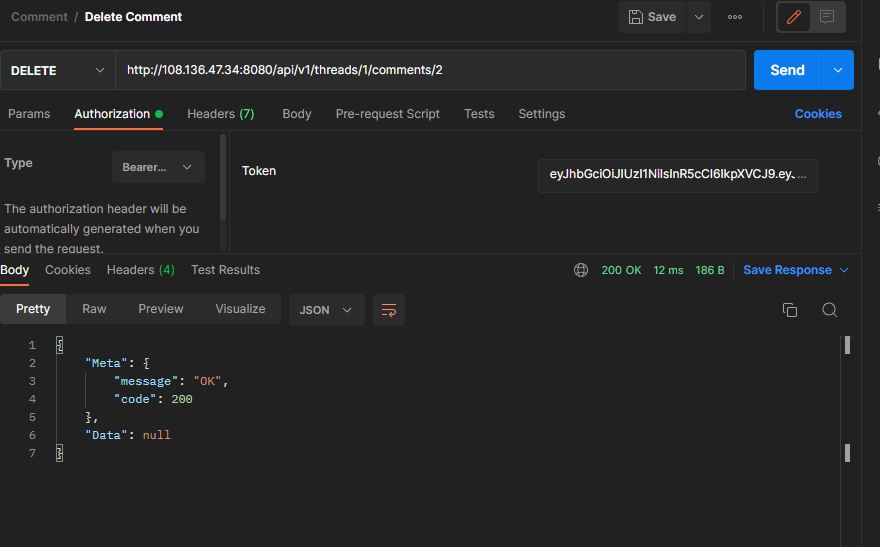 Comment / Delete Comment
Save
DELETE http://108.136.47.34:8080/api/v1/threads/1/comments/2 Send
Params Authorization Headers (7) Body Pre-request Script Tests Settings Cookies
Type Bearer...
Token eyJhbGciOiJIUzI1NiIsInR5cCI6IkpXVCJ9.eyJ...
The authorization header will be
automatically generated when you
send the request.
Body Cookies Headers (4) Test Results 200 OK 12 ms 186 B Save Response
Pretty Raw Preview Visualize JSON
1 {
2 "Meta": {
3 "message": "OK",
4 "code": 200
5 },
6 "Data": null
7 }